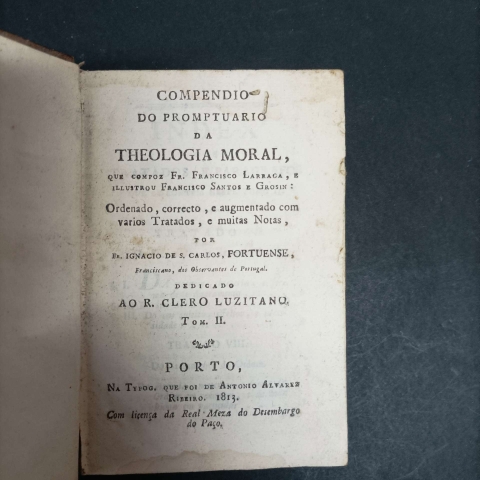 COMPENDIO
DO PROMPTUARIO
DA
THEOLOGIA MORAL,
QUE COMPOZ FR. FRANCISCO LARRAGA, E
ILLUSTROU FRANCISCO SANTOS E GROSIN:
Ordenado, correcto, e augmentado com
varios Tratados, e muitas Notas,
POR
FR. IGNACIO DE S. CARLOS, PORTUENSE,
Franciscano, dos Observantes de Portugal.
DEDICADO
AO R. CLERO LUZITANO.
TOM. II.
PORTO,
NA TYPOG. QUE FOI DE ANTONIO ALVAREZ
RIBEIRO. 1813.
Com licença da Real Meza do Desembargo
do Paço.